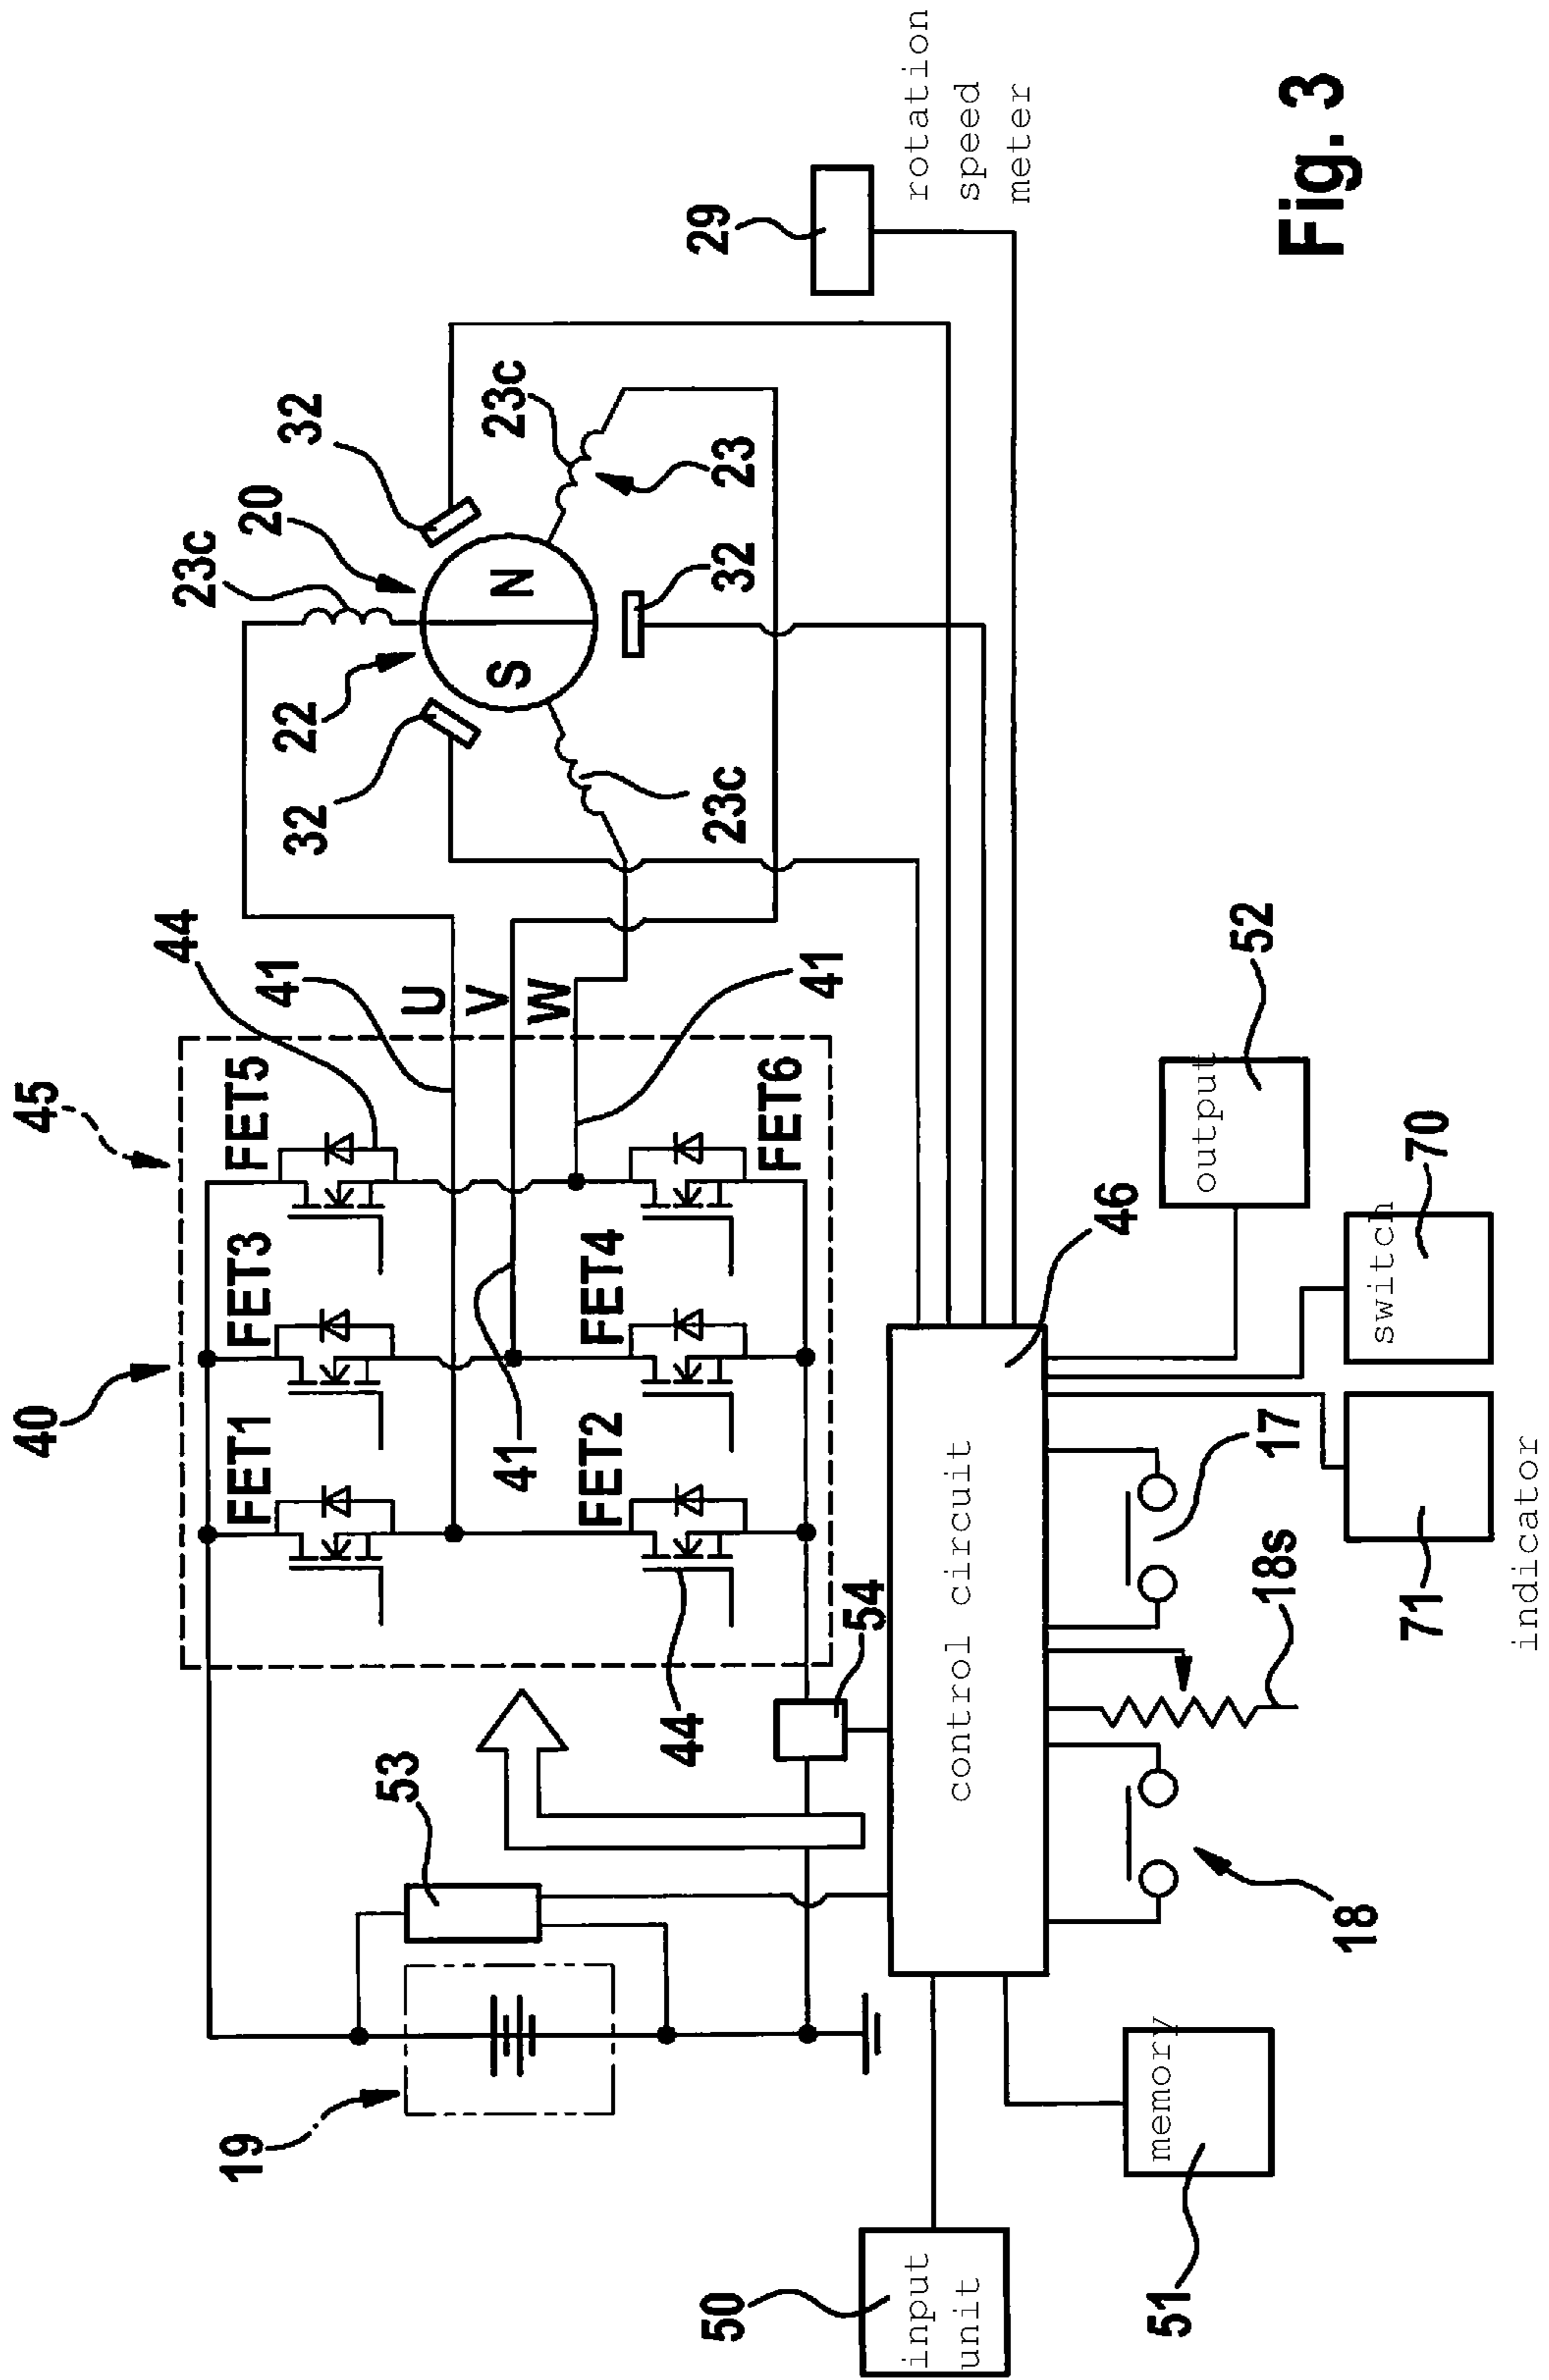 45
40
44
41
FET1
FET3
FET5
U
V
W
41
41
FET2
FET4
FET6
44
53
19
54
23c
20
32
22
32
S
N
23c
23
32
23c
29
rotation
speed
meter
control circuit
46
50
input
unit
51
memory
18
18s
17
71
indicator
70
switch
52
output
Fig. 3